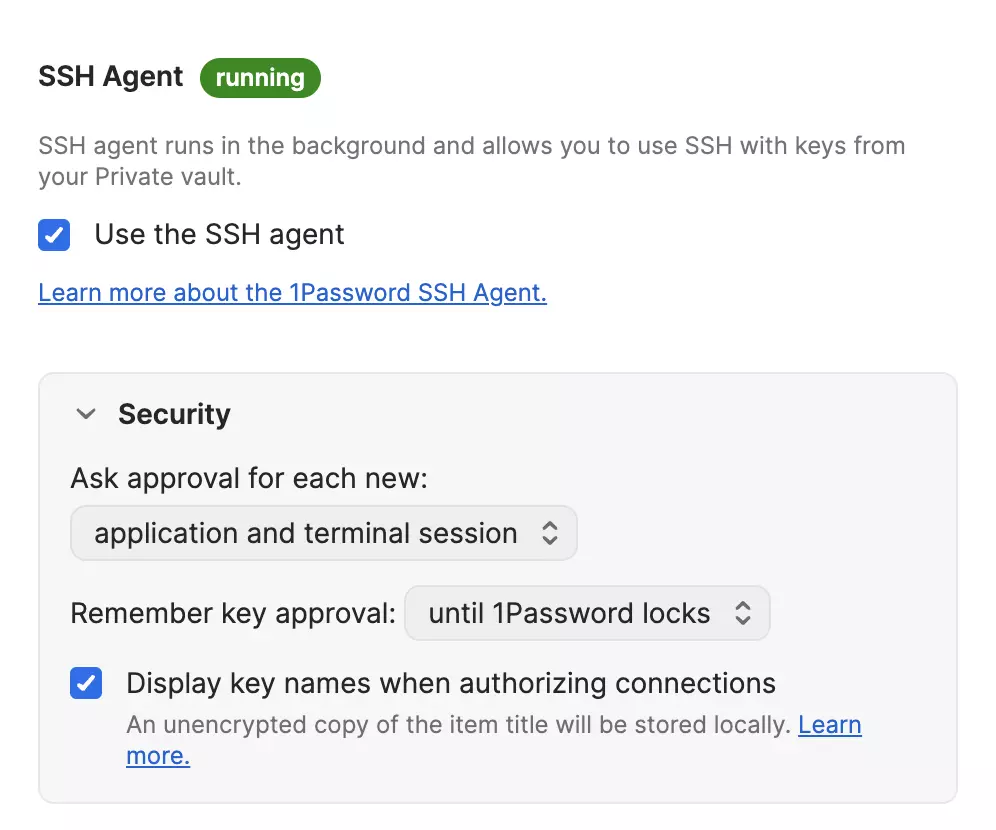 SSH Agent running
SSH agent runs in the background and allows you to use SSH with keys from
your Private vault.
Use the SSH agent
Learn more about the 1Password SSH Agent.
Security
Ask approval for each new:
application and terminal session
Remember key approval: until 1Password locks
Display key names when authorizing connections
An unencrypted copy of the item title will be stored locally. Learn
more.